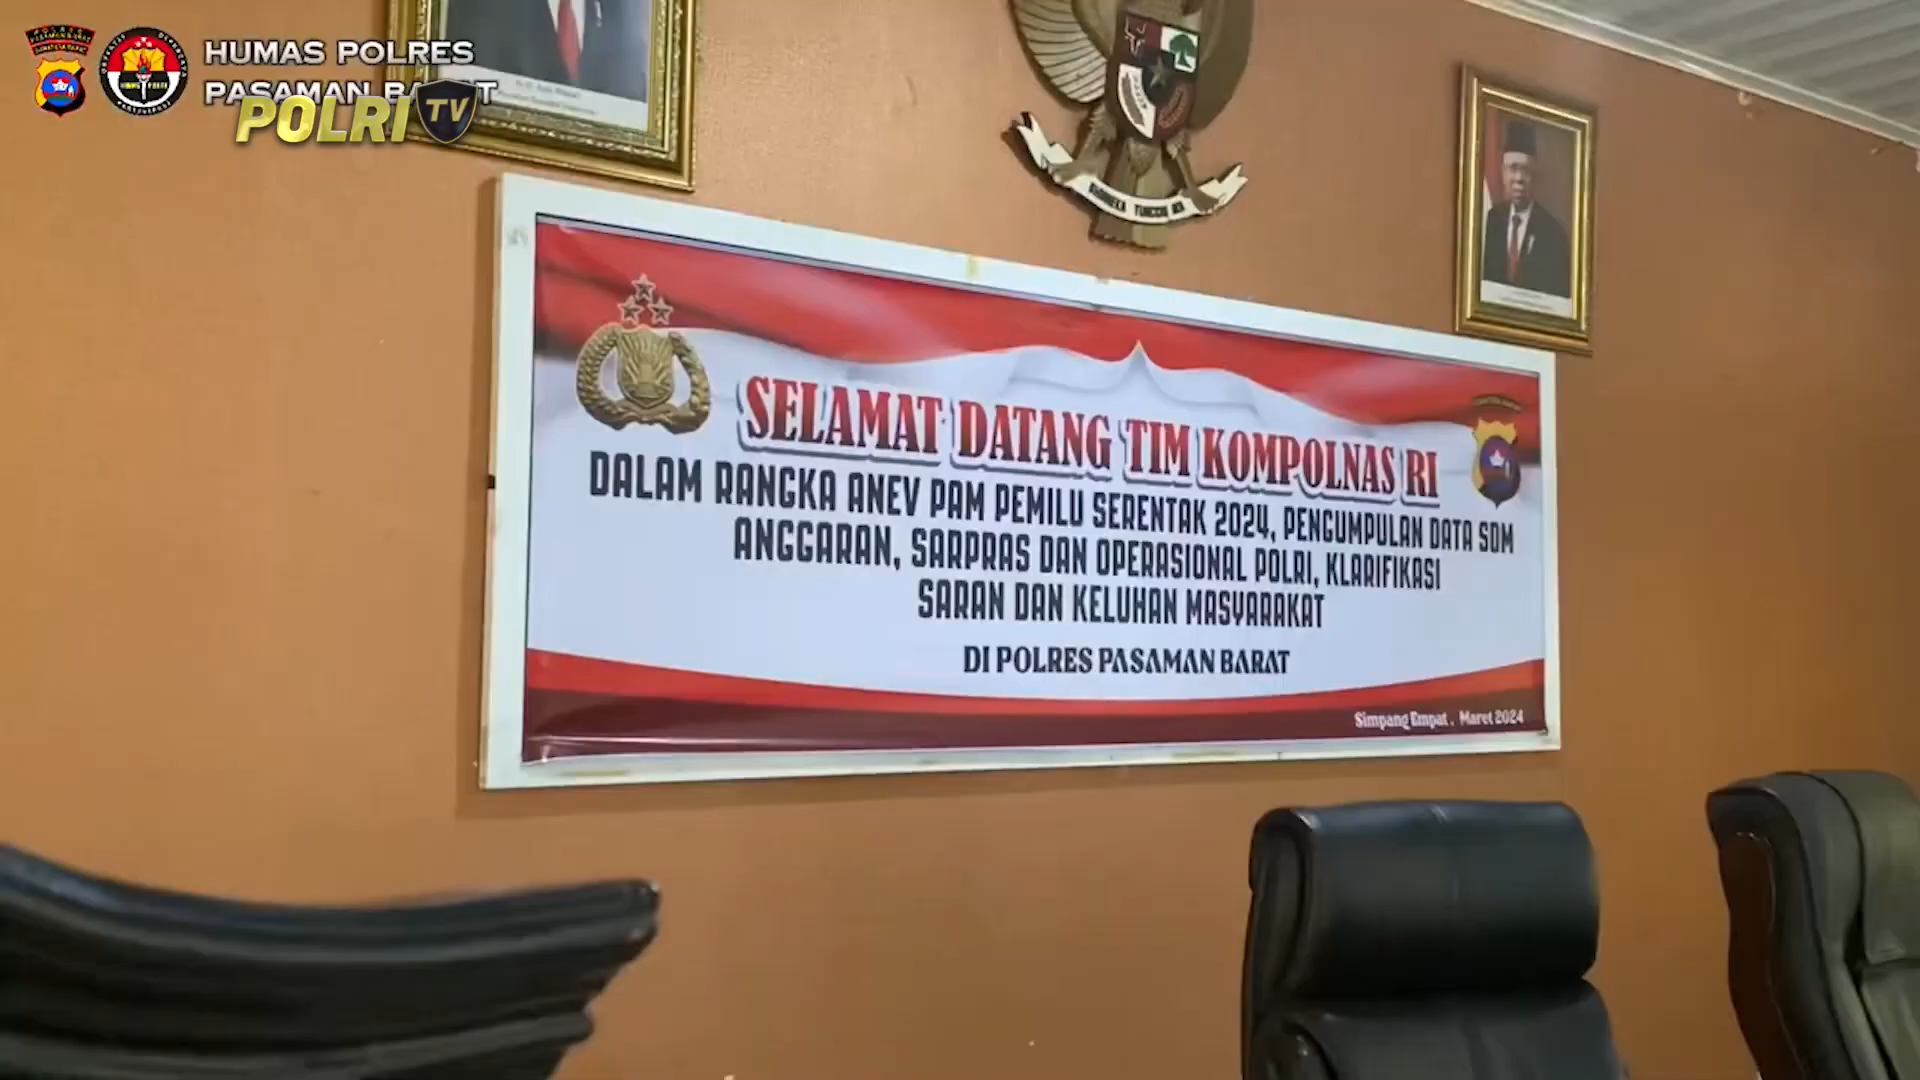 HUMAS POLRES
PASAMAN BARAT
POLRI TV
SELAMAT DATANG TIM KOMPOLNAS RI
DALAM RANGKA ANEV PAM PEMILU SERENTAK 2024, PENGUMPULAN DATA SDM
ANGGARAN, SARPRAS DAN OPERASIONAL POLRI, KLARIFIKASI
SARAN DAN KELUHAN MASYARAKAT
DI POLRES PASAMAN BARAT
Simpang Empat, Maret 2024